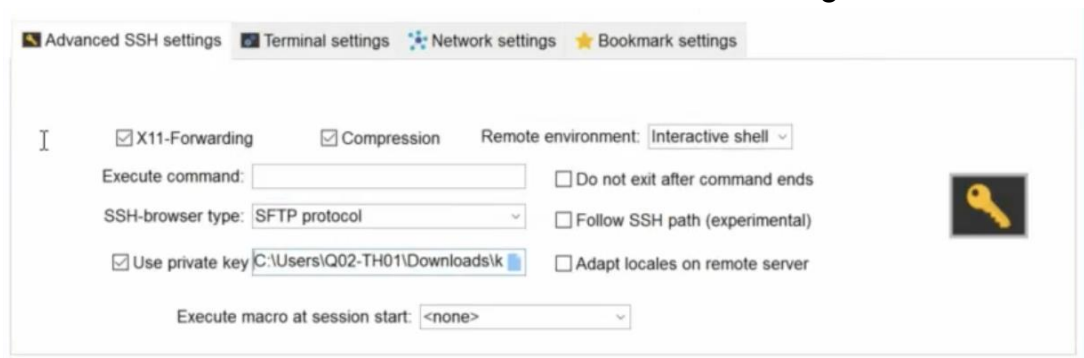 Advanced SSH settings Terminal settings Network settings Bookmark settings
X11-Forwarding Compression Remote environment: Interactive shell
Execute command: Do not exit after command ends
SSH-browser type: SFTP protocol Follow SSH path (experimental)
Use private key C:\Users\Q02-TH01\Downloads\k Adapt locales on remote server
Execute macro at session start: <none>